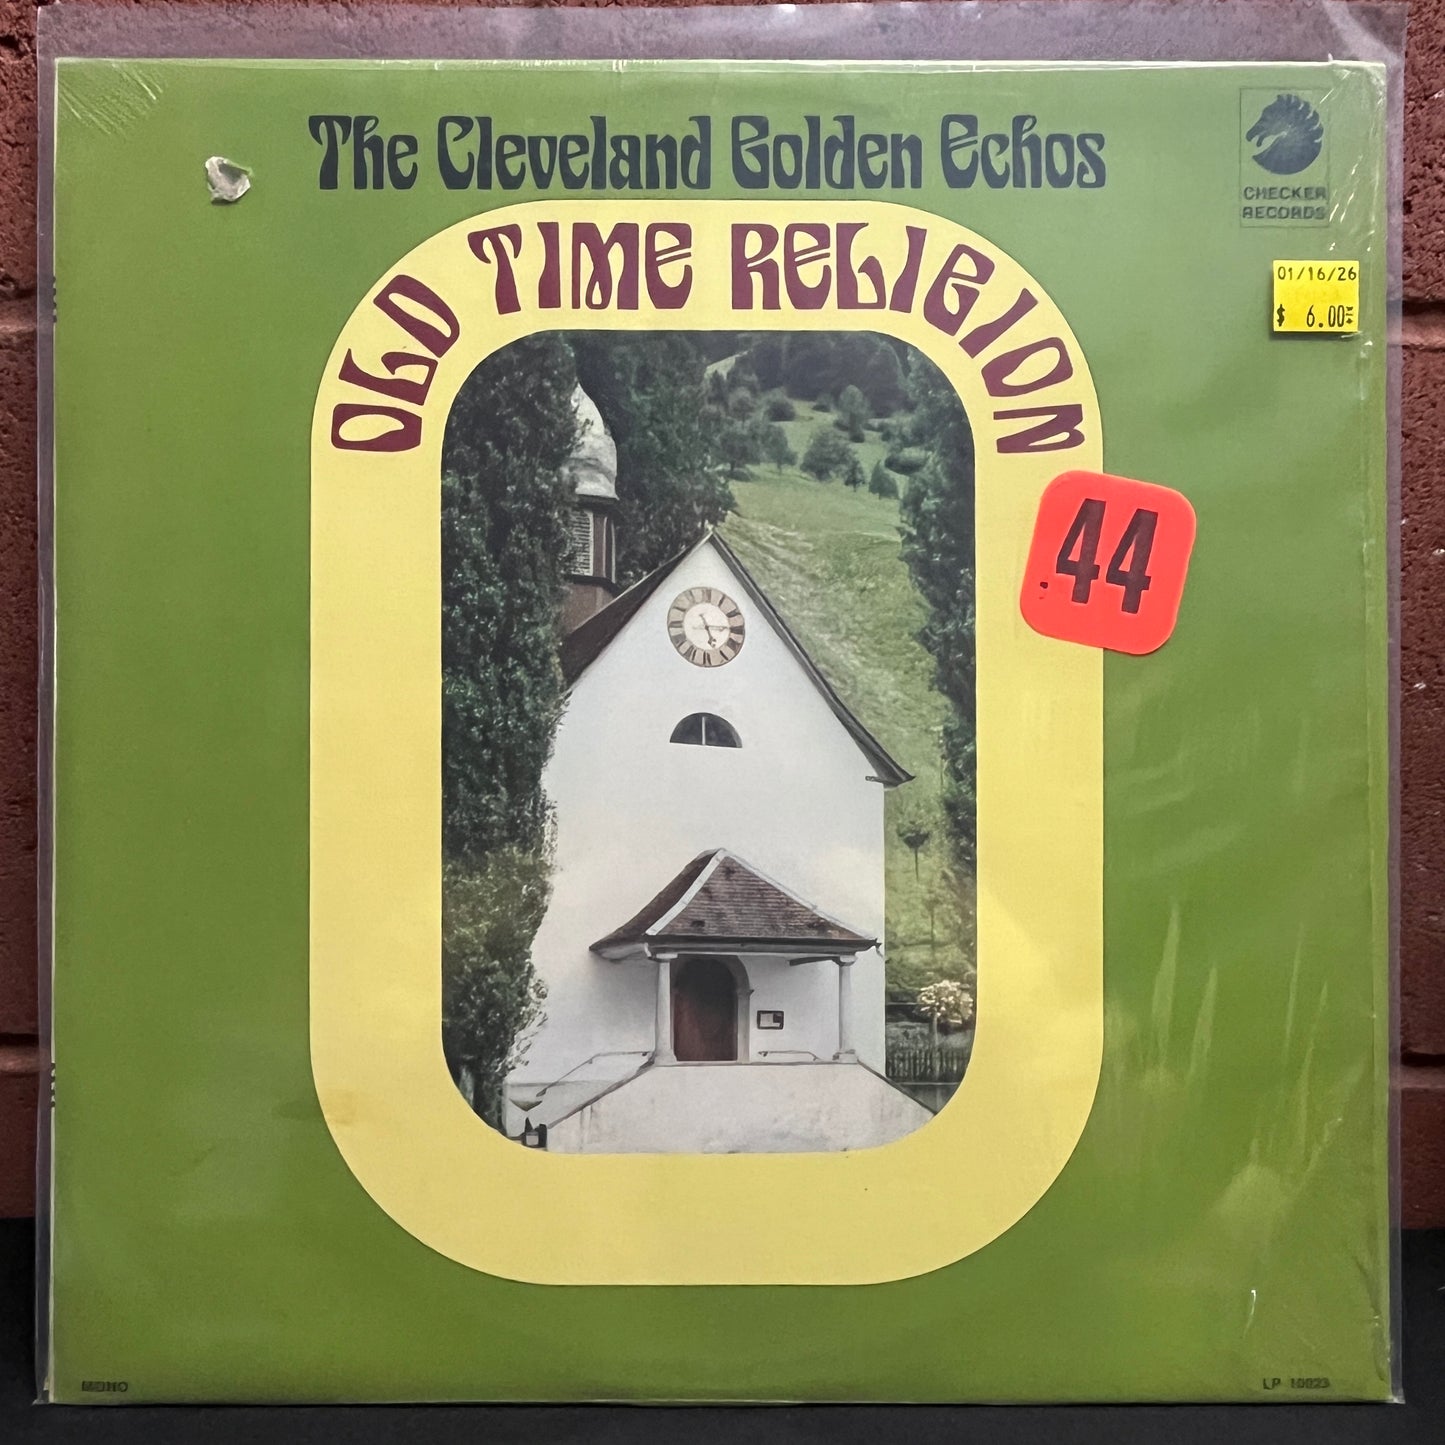 The Cleveland Golden Echos
CHECKER
RECORDS
OLD TIME RELIGION
01/16/26
$ 6.00
.44
MONO
LP 10023